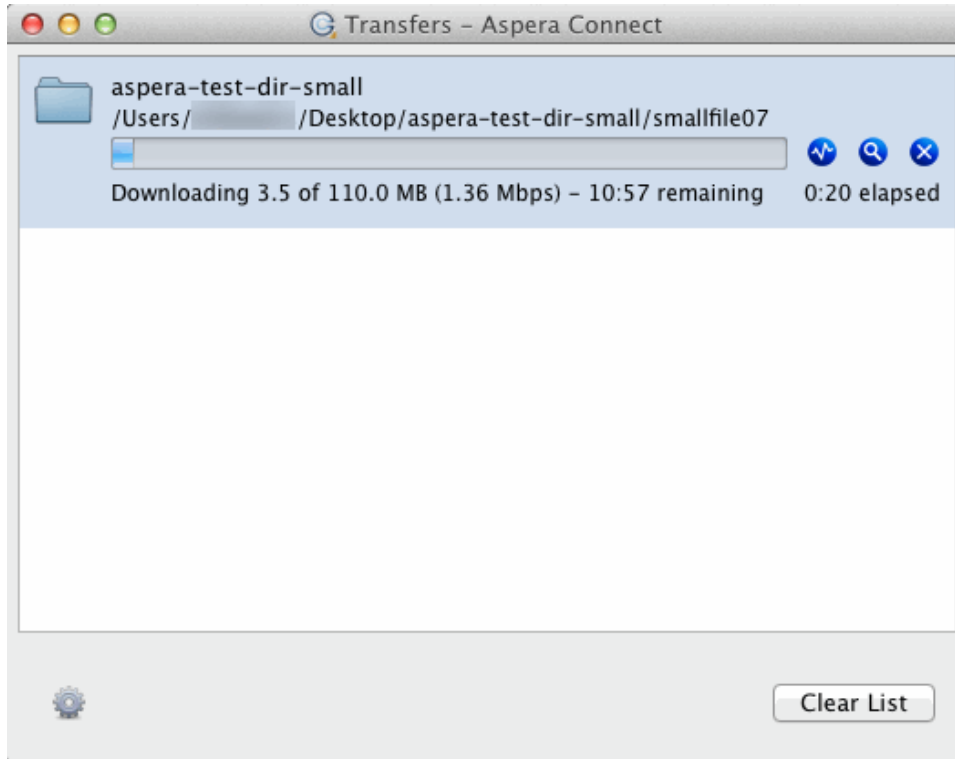 Transfers – Aspera Connect
aspera-test-dir-small
/Users/ /Desktop/aspera-test-dir-small/smallfile07
Downloading 3.5 of 110.0 MB (1.36 Mbps) – 10:57 remaining 0:20 elapsed
Clear List